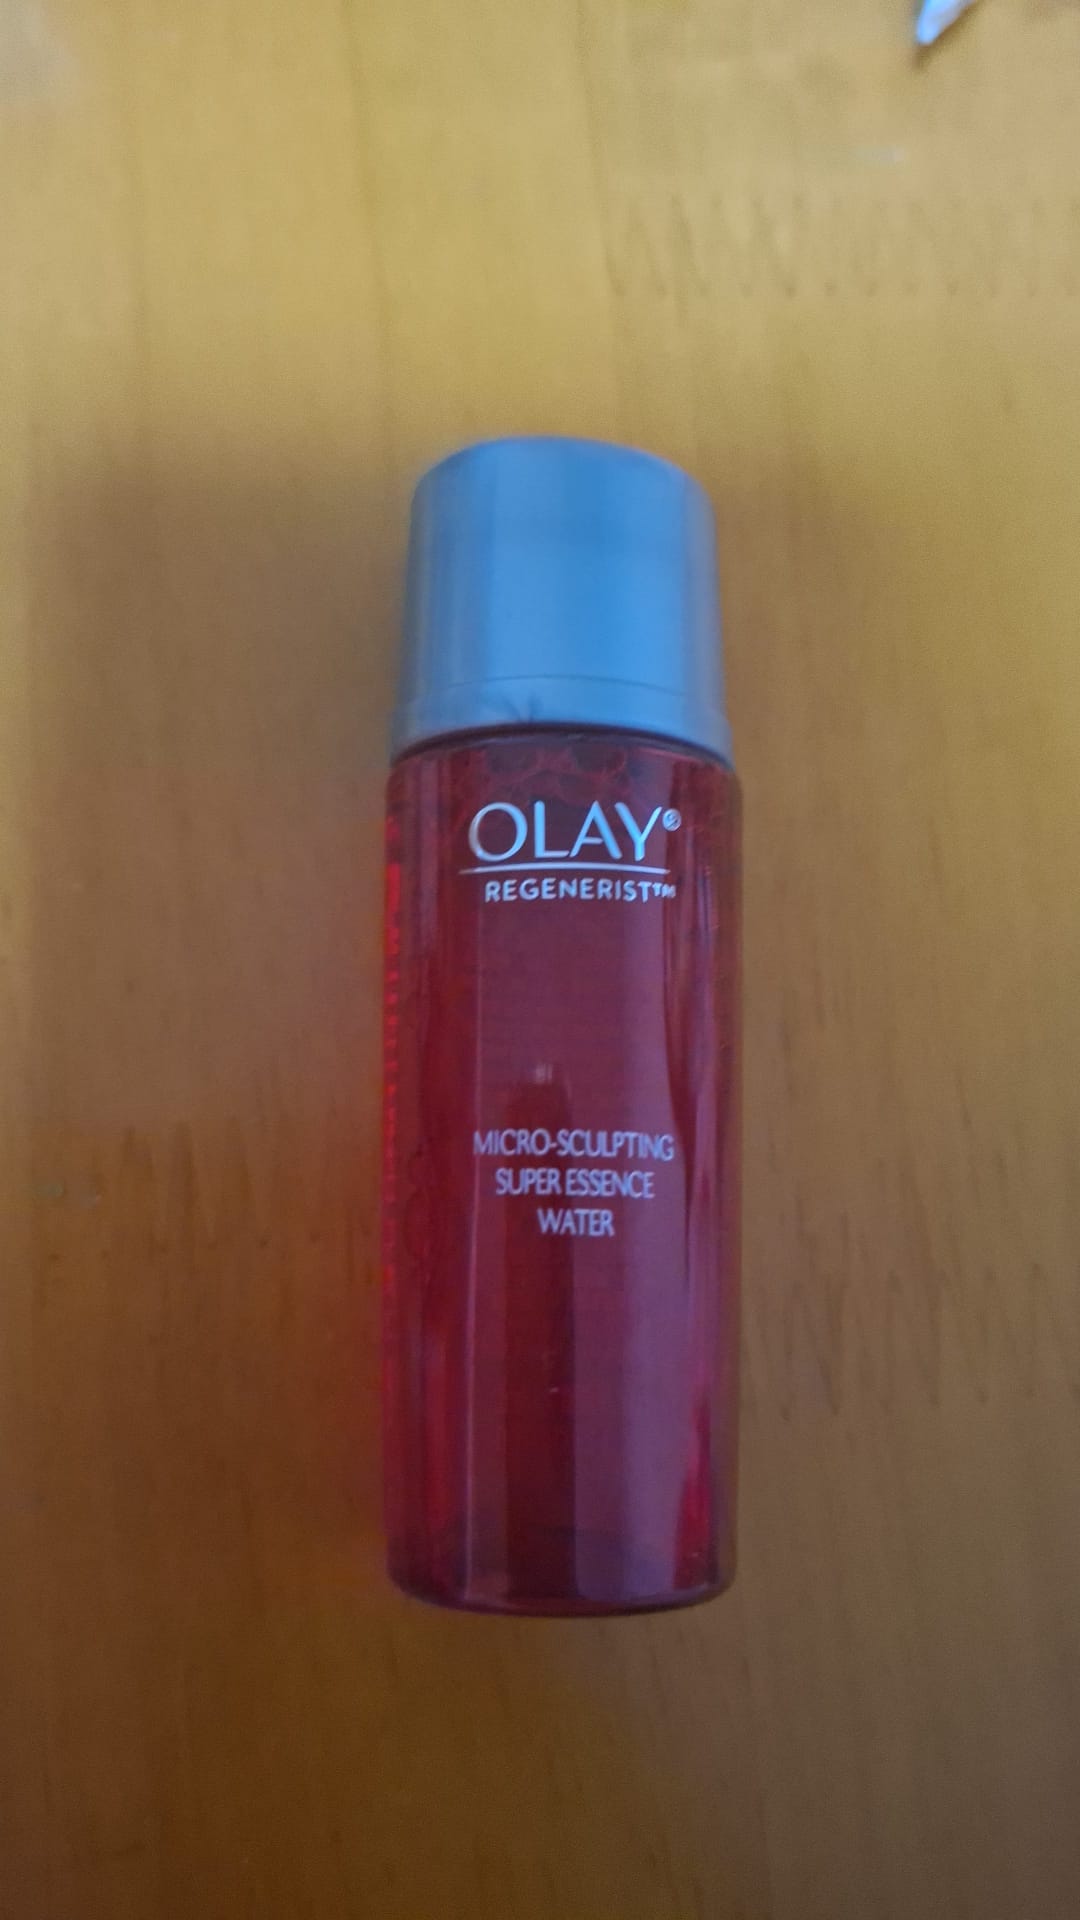 OLAY®
REGENERIST™
MICRO-SCULPTING
SUPER ESSENCE
WATER